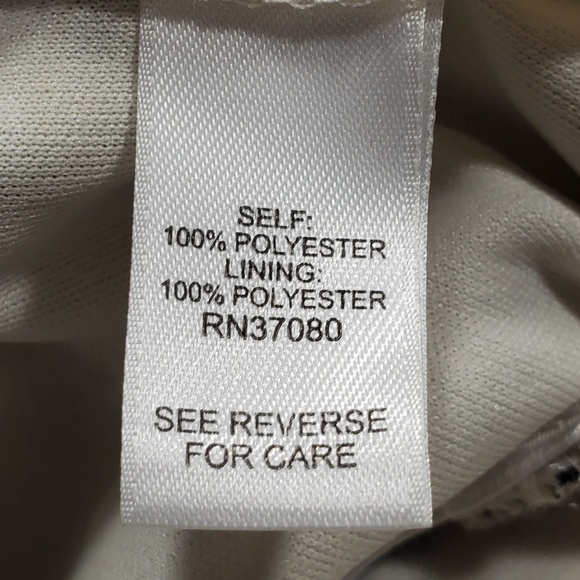 SELF:
100% POLYESTER
LINING:
100% POLYESTER
RN37080
SEE REVERSE
FOR CARE